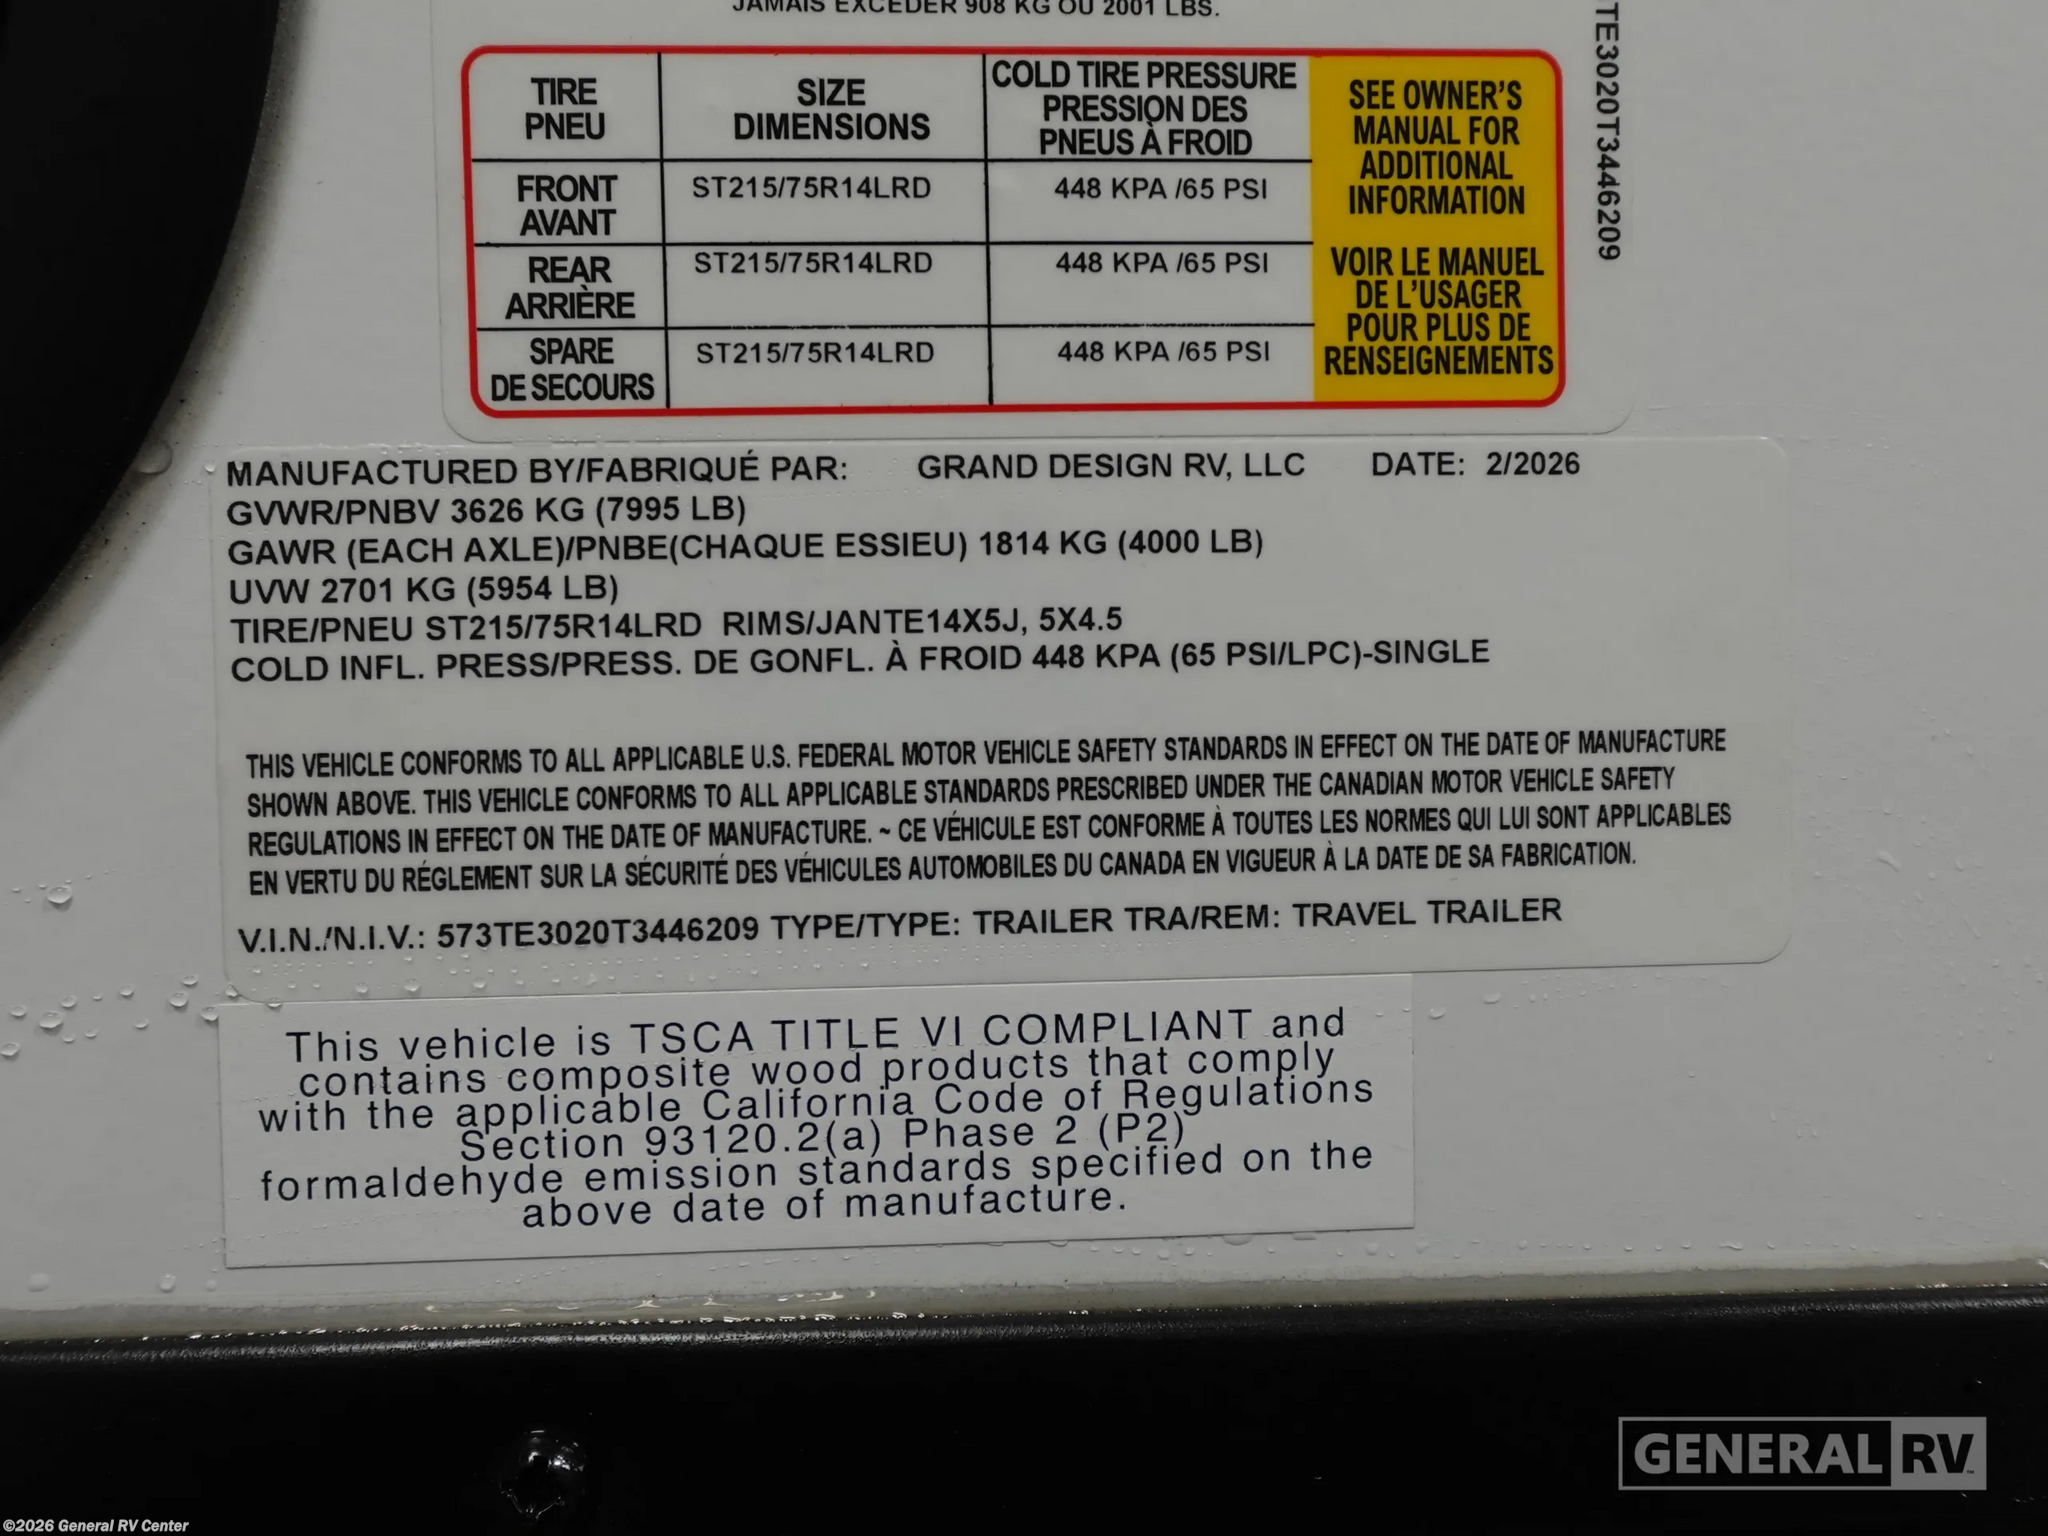 JAMAIS EXCÉDER 908 KG OU 2001 LBS.
TIRE
PNEU
SIZE
DIMENSIONS
COLD TIRE PRESSURE
PRESSION DES
PNEUS À FROID
SEE OWNER'S
MANUAL FOR
ADDITIONAL
INFORMATION
VOIR LE MANUEL
DE L'USAGER
POUR PLUS DE
RENSEIGNEMENTS
FRONT
AVANT
ST215/75R14LRD
448 KPA /65 PSI
REAR
ARRIÈRE
ST215/75R14LRD
448 KPA /65 PSI
SPARE
DE SECOURS
ST215/75R14LRD
448 KPA /65 PSI
TE3020T3446209
MANUFACTURED BY/FABRIQUÉ PAR: GRAND DESIGN RV, LLC DATE: 2/2026
GVWR/PNBV 3626 KG (7995 LB)
GAWR (EACH AXLE)/PNBE(CHAQUE ESSIEU) 1814 KG (4000 LB)
UVW 2701 KG (5954 LB)
TIRE/PNEU ST215/75R14LRD RIMS/JANTE14X5J, 5X4.5
COLD INFL. PRESS/PRESS. DE GONFL. À FROID 448 KPA (65 PSI/LPC)-SINGLE
THIS VEHICLE CONFORMS TO ALL APPLICABLE U.S. FEDERAL MOTOR VEHICLE SAFETY STANDARDS IN EFFECT ON THE DATE OF MANUFACTURE
SHOWN ABOVE. THIS VEHICLE CONFORMS TO ALL APPLICABLE STANDARDS PRESCRIBED UNDER THE CANADIAN MOTOR VEHICLE SAFETY
REGULATIONS IN EFFECT ON THE DATE OF MANUFACTURE. ~ CE VÉHICULE EST CONFORME À TOUTES LES NORMES QUI LUI SONT APPLICABLES
EN VERTU DU RÉGLEMENT SUR LA SÉCURITÉ DES VÉHICULES AUTOMOBILES DU CANADA EN VIGUEUR À LA DATE DE SA FABRICATION.
V.I.N./N.I.V.: 573TE3020T3446209 TYPE/TYPE: TRAILER TRA/REM: TRAVEL TRAILER
This vehicle is TSCA TITLE VI COMPLIANT and
contains composite wood products that comply
with the applicable California Code of Regulations
Section 93120.2(a) Phase 2 (P2)
formaldehyde emission standards specified on the
above date of manufacture.
GENERAL RV
©2026 General RV Center